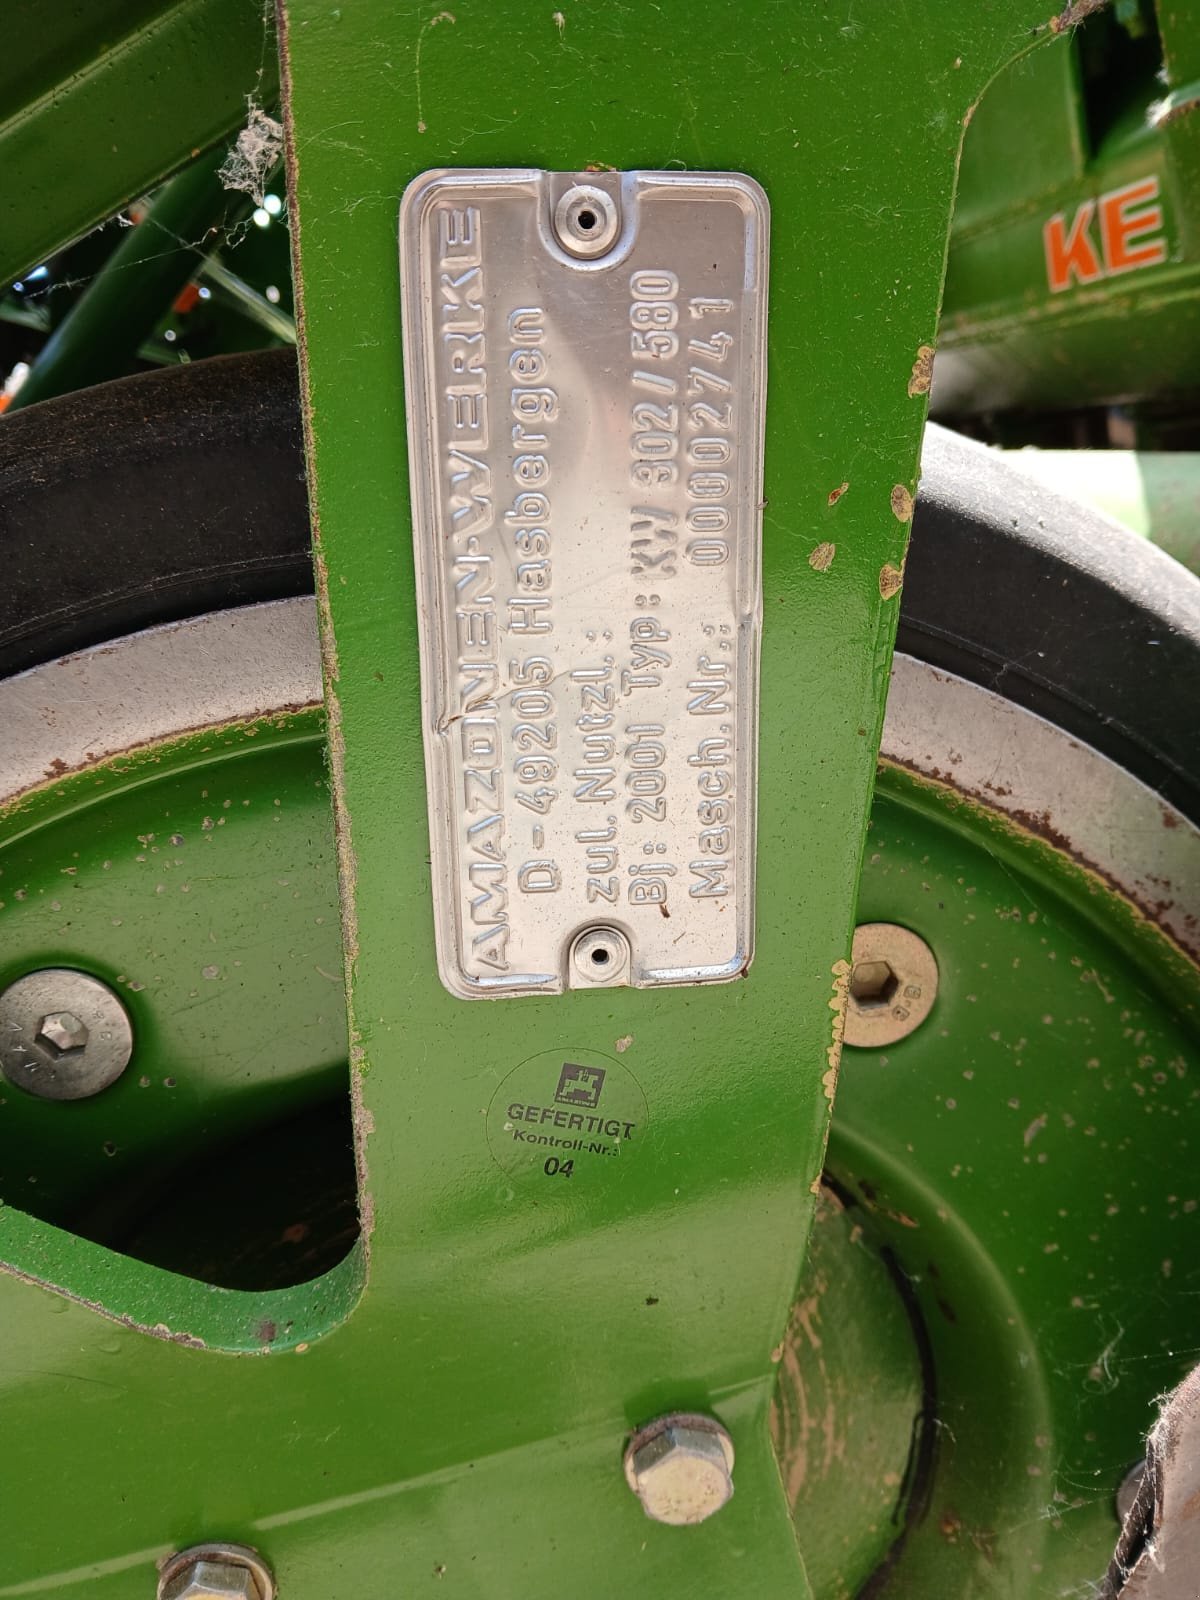 AMAZONEN-WERKE
D-49205 Hasbergen
zul. Nutzl.:
Bj: 2001 Typ: KW 302/580
Masch. Nr.: 00002741
KE
AMAZONE
GEFERTIGT
Kontroll-Nr.:
04